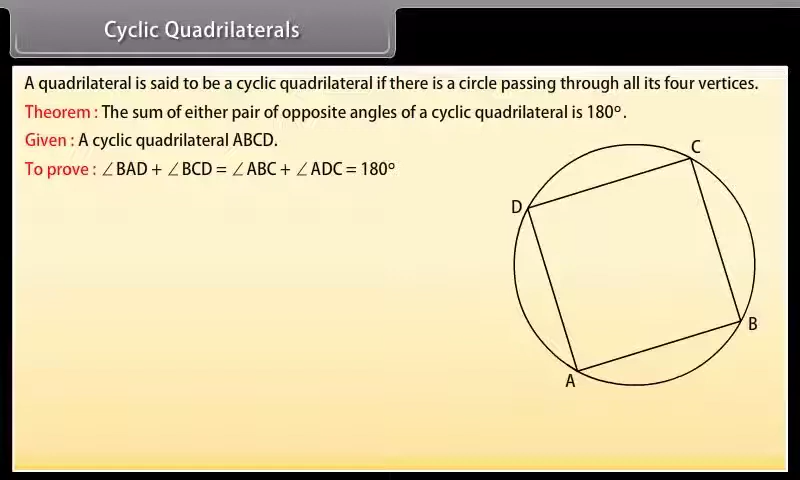 Cyclic Quadrilaterals
A quadrilateral is said to be a cyclic quadrilateral if there is a circle passing through all its four vertices.
Theorem : The sum of either pair of opposite angles of a cyclic quadrilateral is 180º.
Given : A cyclic quadrilateral ABCD.
To prove : ∠BAD + ∠BCD = ∠ABC + ∠ADC = 180º
C
D
B
A